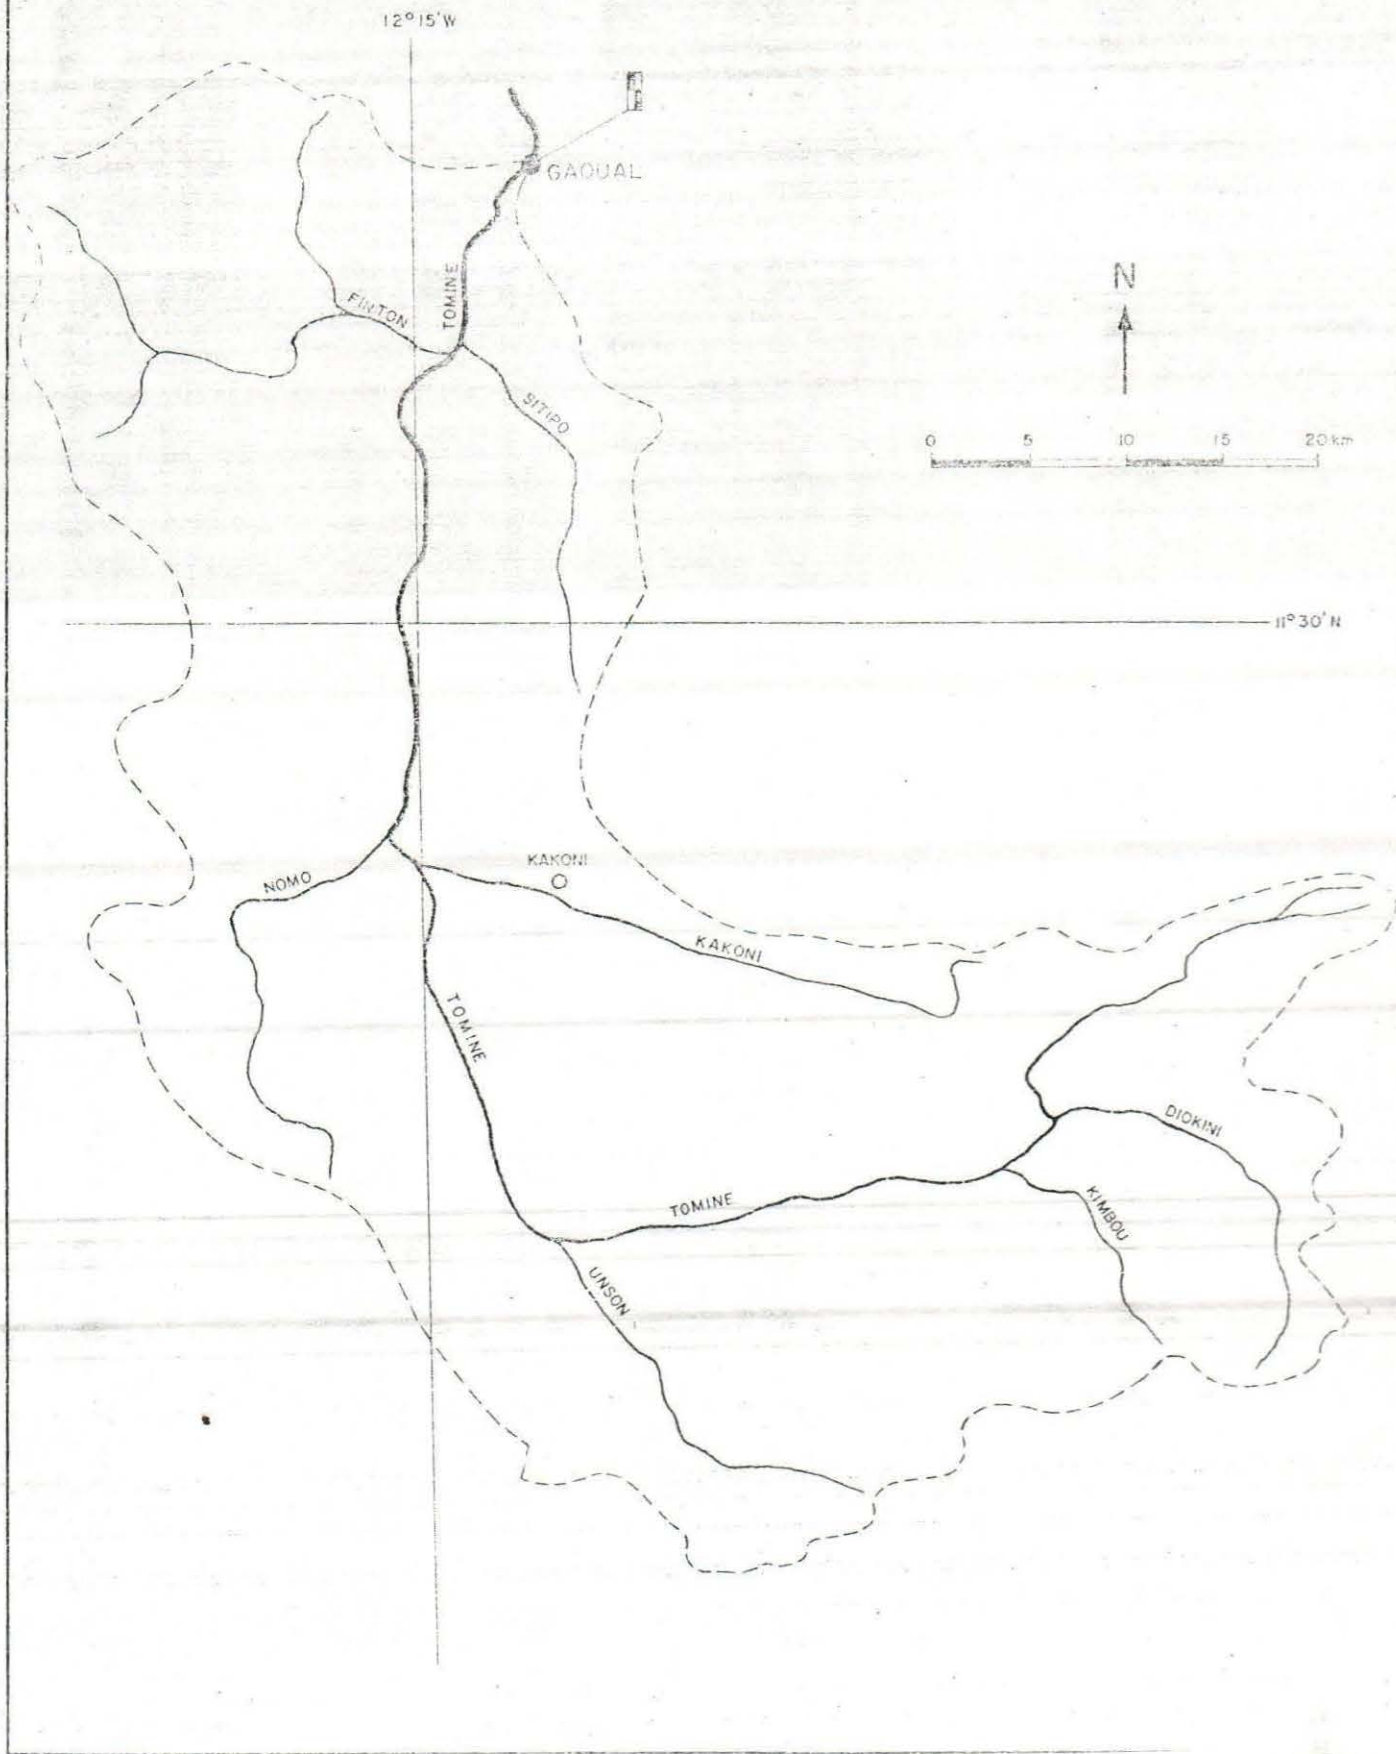 12°15'W
GAOUAL
N
FINTON
TOMINE
SITIPO
0 5 10 15 20 km
11°30'N
KAKONI
NOMO
KAKONI
TOMINE
DIOKINI
TOMINE
KIMBOU
UNSON